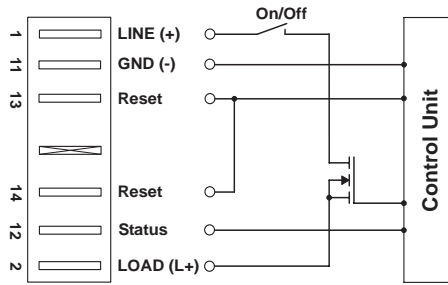 On/Off
1 LINE (+)
11 GND (-)
13 Reset
14 Reset
12 Status
2 LOAD (L+)
Control Unit